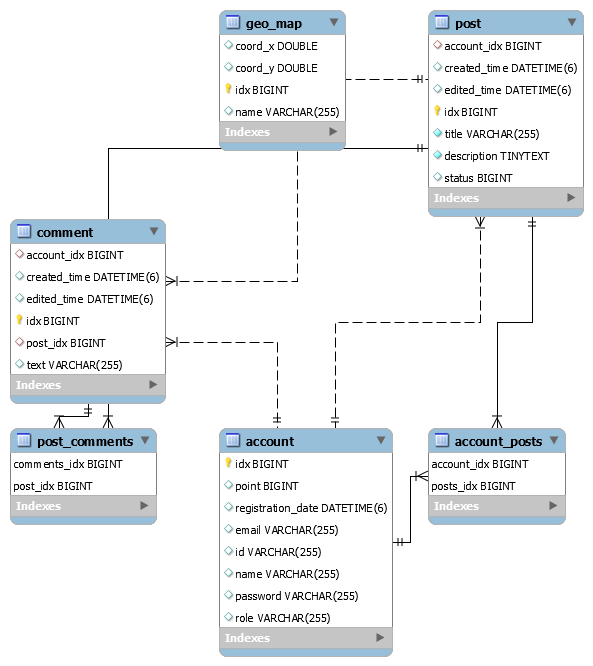 geo_map
coord_x DOUBLE
coord_y DOUBLE
idx BIGINT
name VARCHAR(255)
Indexes
post
account_idx BIGINT
created_time DATETIME(6)
edited_time DATETIME(6)
idx BIGINT
title VARCHAR(255)
description TINYTEXT
status BIGINT
Indexes
comment
account_idx BIGINT
created_time DATETIME(6)
edited_time DATETIME(6)
idx BIGINT
post_idx BIGINT
text VARCHAR(255)
Indexes
post_comments
comments_idx BIGINT
post_idx BIGINT
Indexes
account
idx BIGINT
point BIGINT
registration_date DATETIME(6)
email VARCHAR(255)
id VARCHAR(255)
name VARCHAR(255)
password VARCHAR(255)
role VARCHAR(255)
Indexes
account_posts
account_idx BIGINT
posts_idx BIGINT
Indexes